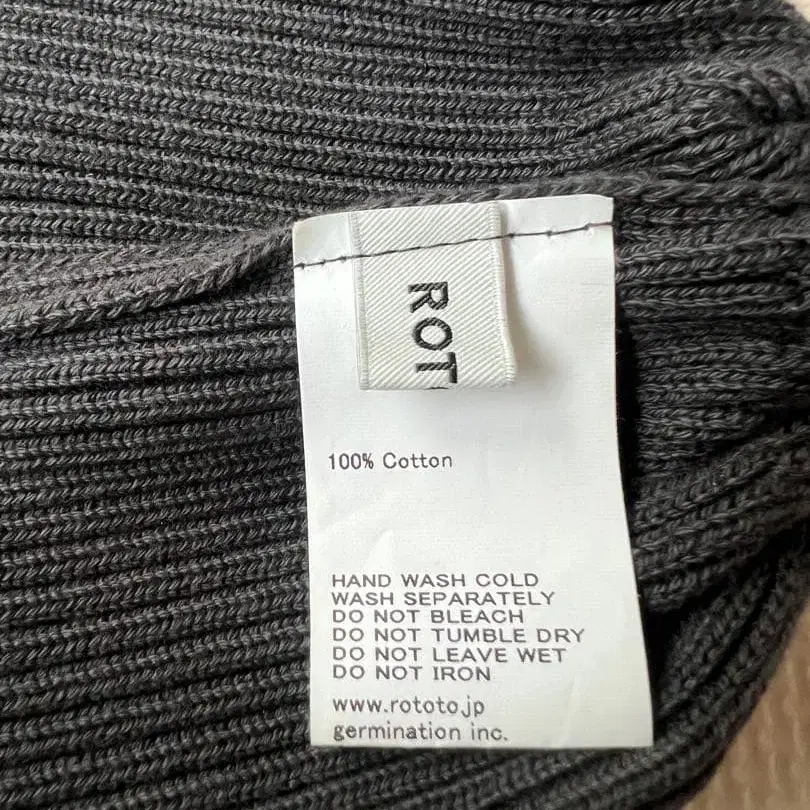 ROT
100% Cotton
HAND WASH COLD
WASH SEPARATELY
DO NOT BLEACH
DO NOT TUMBLE DRY
DO NOT LEAVE WET
DO NOT IRON
www.rototo.jp
germination inc.